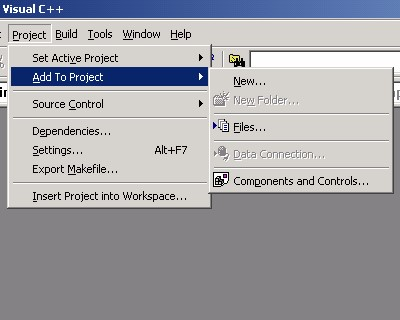 Visual C++
Project Build Tools Window Help
Set Active Project
Add To Project
Source Control
Dependencies...
Settings... Alt+F7
Export Makefile...
Insert Project into Workspace...
New...
New Folder...
Files...
Data Connection...
Components and Controls...